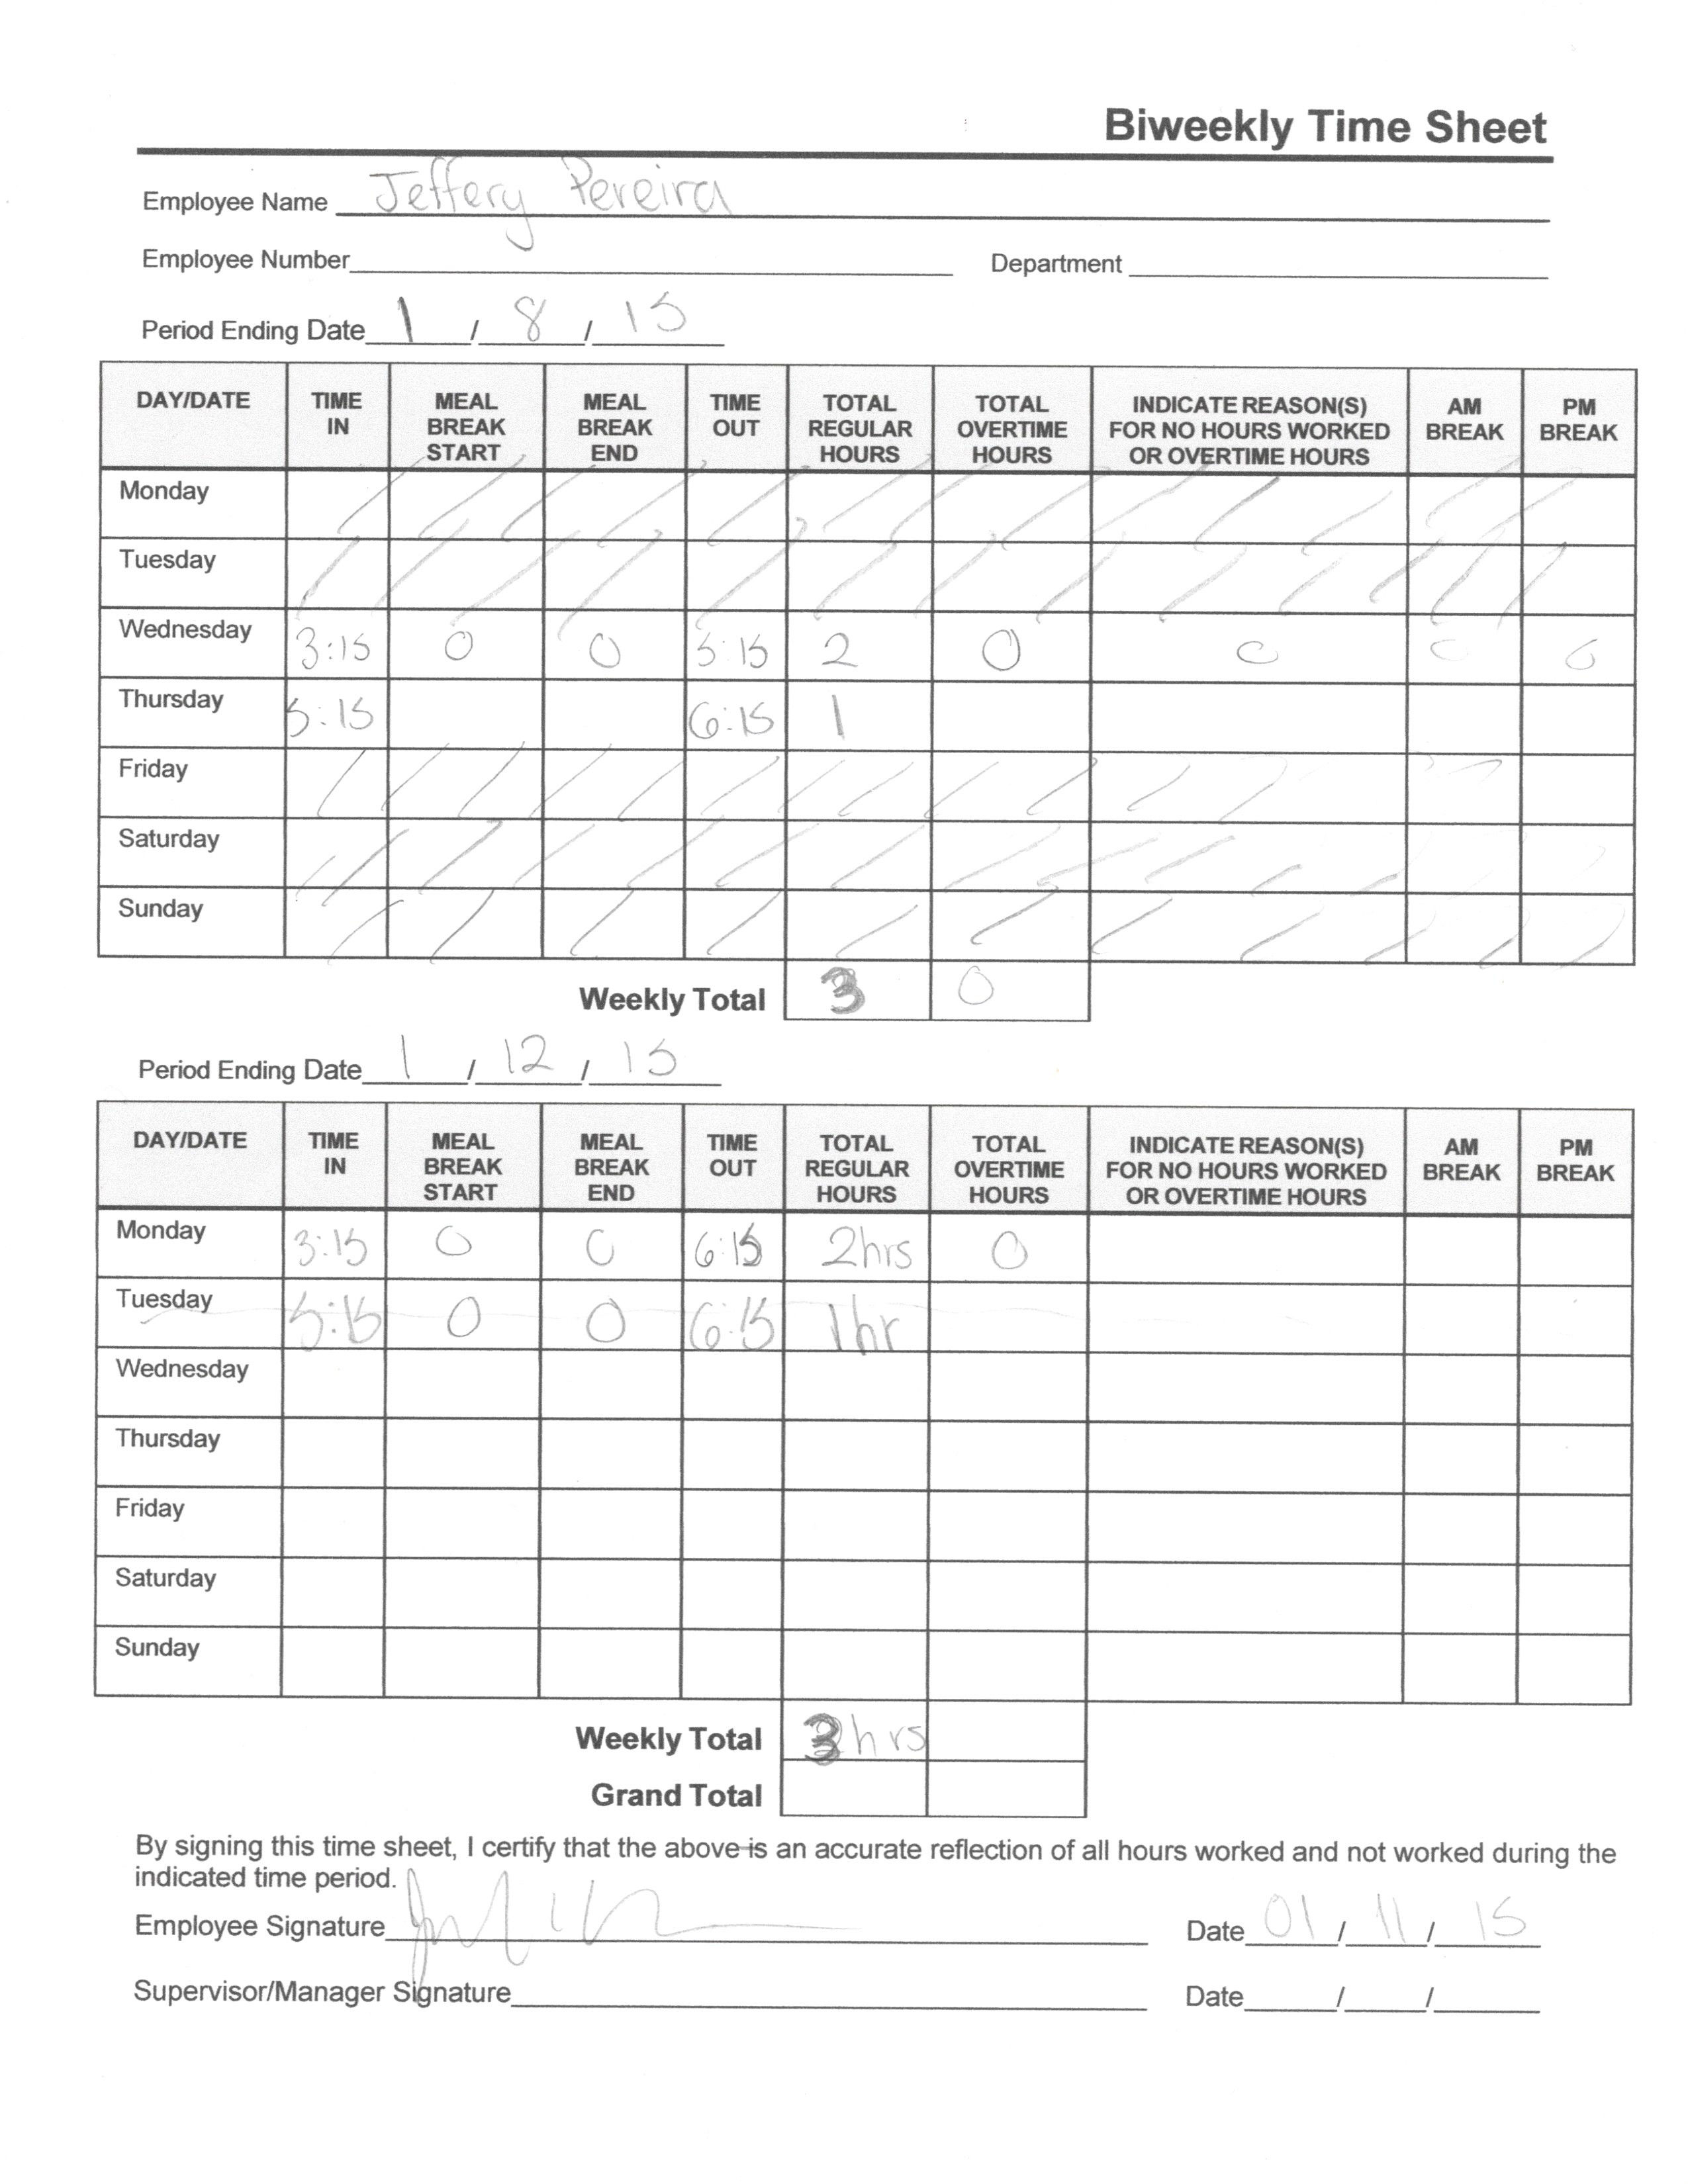 Biweekly Time Sheet
Employee Name Jeffery Pereira
Employee Number Department
Period Ending Date 1 / 8 / 15
DAY/DATE TIME IN MEAL BREAK START MEAL BREAK END TIME OUT TOTAL REGULAR HOURS TOTAL OVERTIME HOURS INDICATE REASON(S) FOR NO HOURS WORKED OR OVERTIME HOURS AM BREAK PM BREAK
Monday
Tuesday
Wednesday 3:15 0 0 5:15 2 0 0 0 0
Thursday 5:15 6:15 1
Friday
Saturday
Sunday
Weekly Total 3 0
Period Ending Date 1 / 12 / 15
DAY/DATE TIME IN MEAL BREAK START MEAL BREAK END TIME OUT TOTAL REGULAR HOURS TOTAL OVERTIME HOURS INDICATE REASON(S) FOR NO HOURS WORKED OR OVERTIME HOURS AM BREAK PM BREAK
Monday 3:15 0 0 6:15 2hrs 0
Tuesday 5:15 0 0 6:15 1hr
Wednesday
Thursday
Friday
Saturday
Sunday
Weekly Total 3hrs
Grand Total
By signing this time sheet, I certify that the above is an accurate reflection of all hours worked and not worked during the
indicated time period.
Employee Signature Date 01 / 11 / 15
Supervisor/Manager Signature Date / /